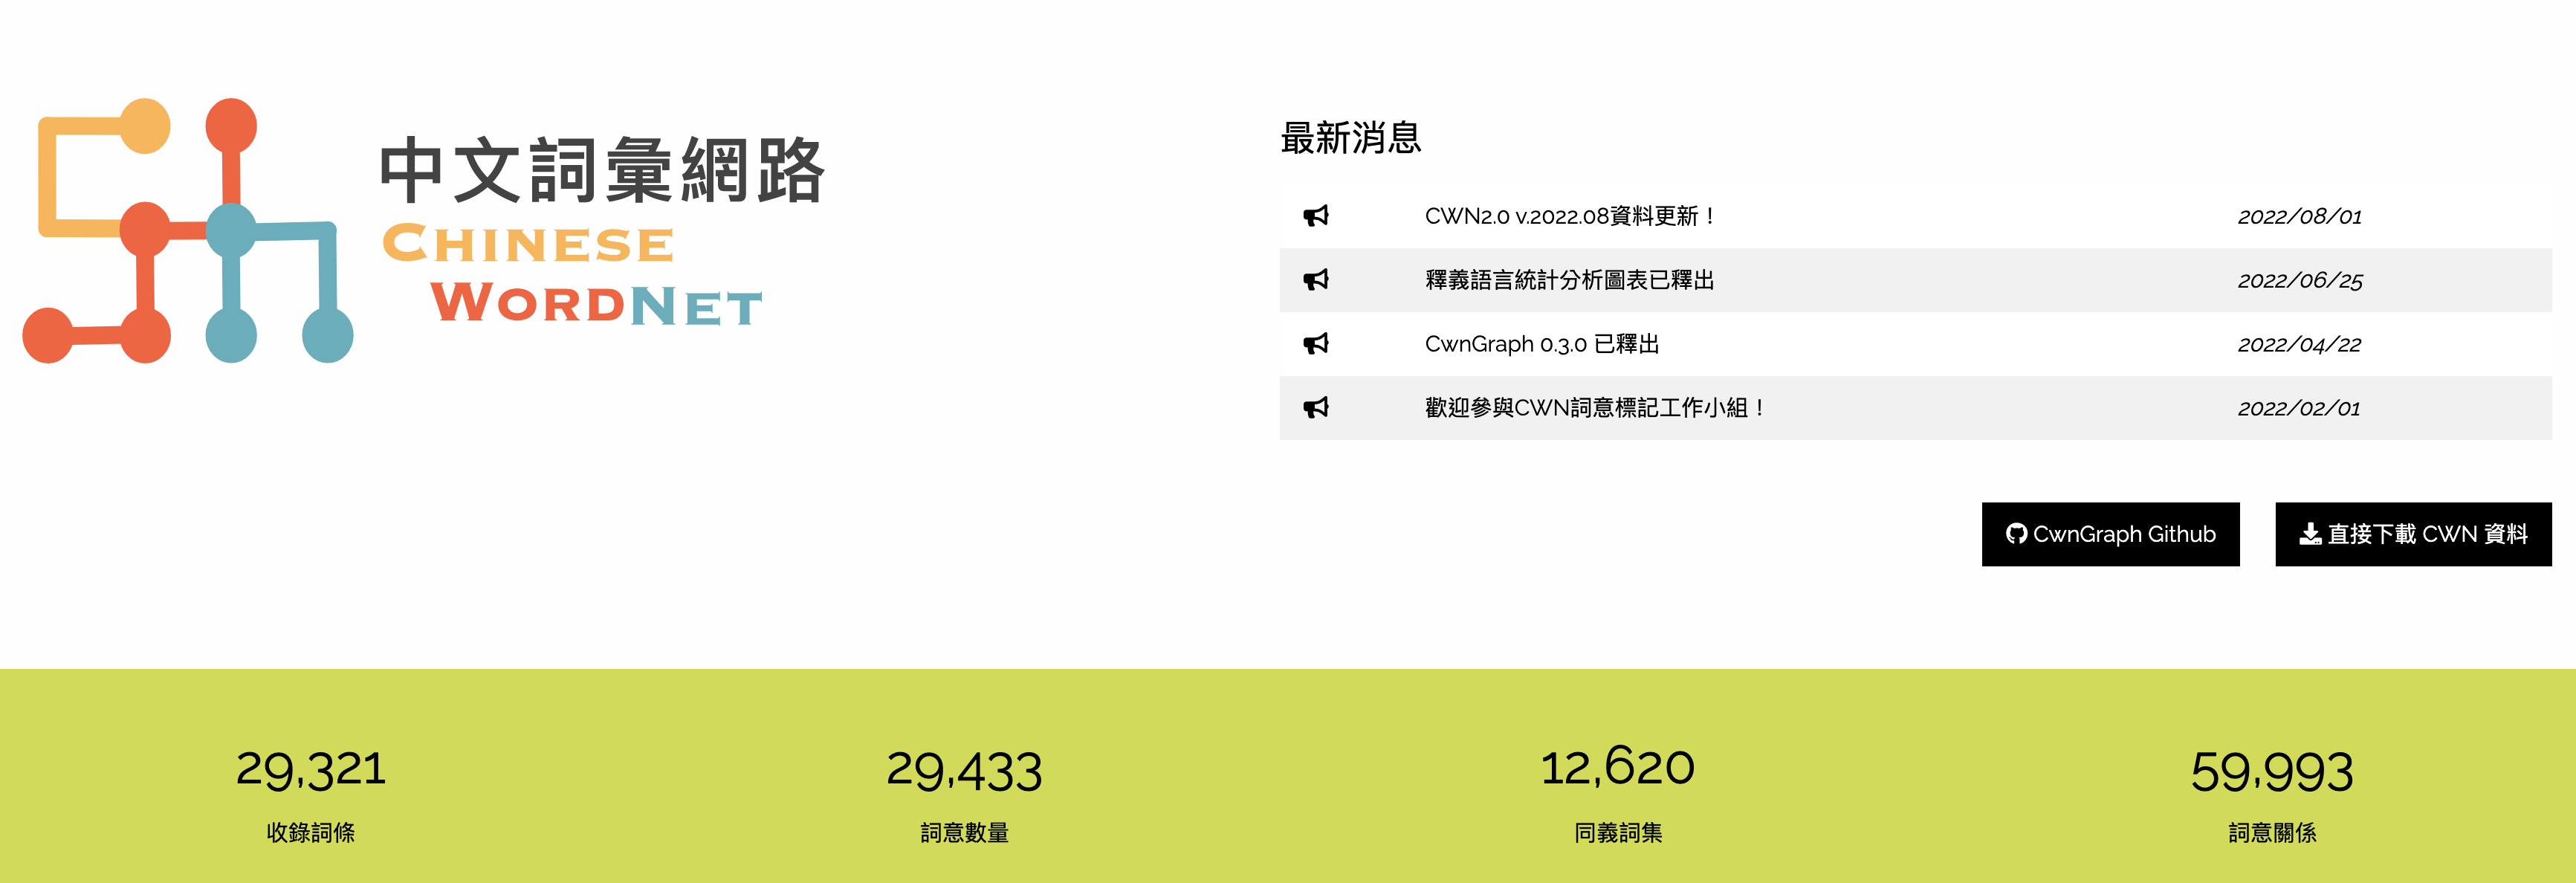 中文詞彙網路
CHINESE
WORDNET
最新消息
CWN2.0 v.2022.08資料更新！ 2022/08/01
釋義語言統計分析圖表已釋出 2022/06/25
CwnGraph 0.3.0 已釋出 2022/04/22
歡迎參與CWN詞意標記工作小組！ 2022/02/01
CwnGraph Github 直接下載 CWN 資料
29,321 29,433 12,620 59,993
收錄詞條 詞意數量 同義詞集 詞意關係